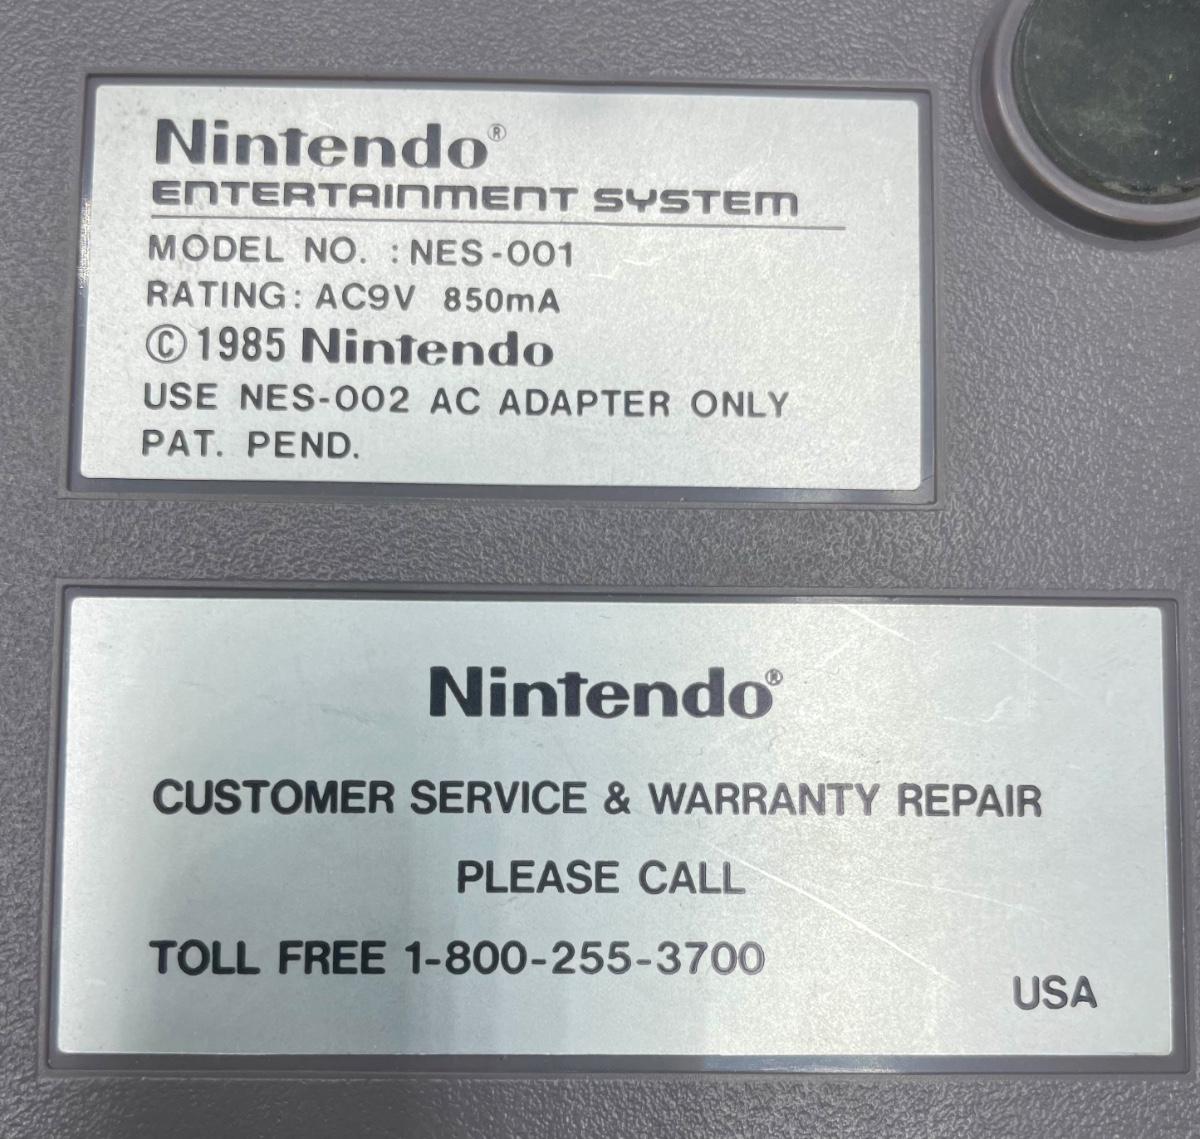 Nintendo®
ENTERTAINMENT SYSTEM
MODEL NO. : NES-001
RATING: AC9V 850mA
© 1985 Nintendo
USE NES-002 AC ADAPTER ONLY
PAT. PEND.
Nintendo®
CUSTOMER SERVICE & WARRANTY REPAIR
PLEASE CALL
TOLL FREE 1-800-255-3700
USA